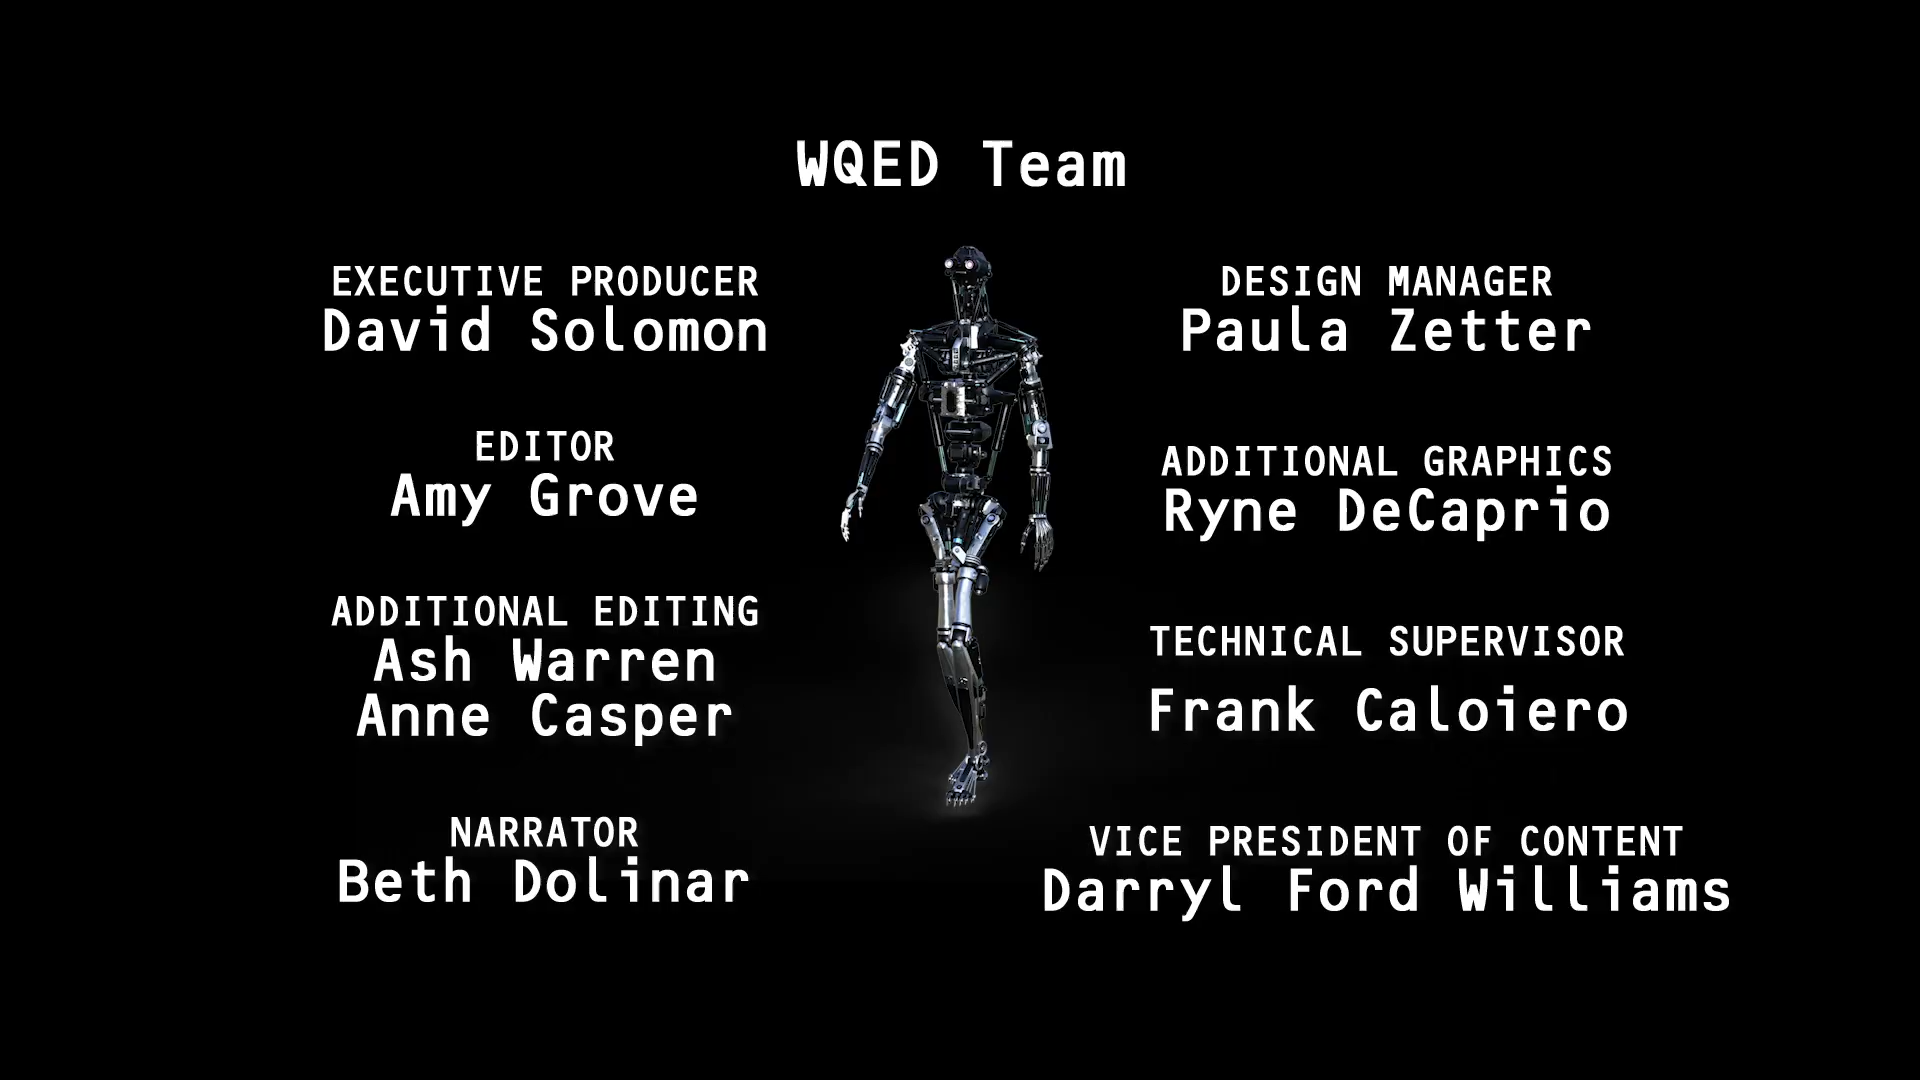 WQED Team
EXECUTIVE PRODUCER
David Solomon
EDITOR
Amy Grove
ADDITIONAL EDITING
Ash Warren
Anne Casper
NARRATOR
Beth Dolinar
DESIGN MANAGER
Paula Zetter
ADDITIONAL GRAPHICS
Ryne DeCaprio
TECHNICAL SUPERVISOR
Frank Caloiero
VICE PRESIDENT OF CONTENT
Darryl Ford Williams